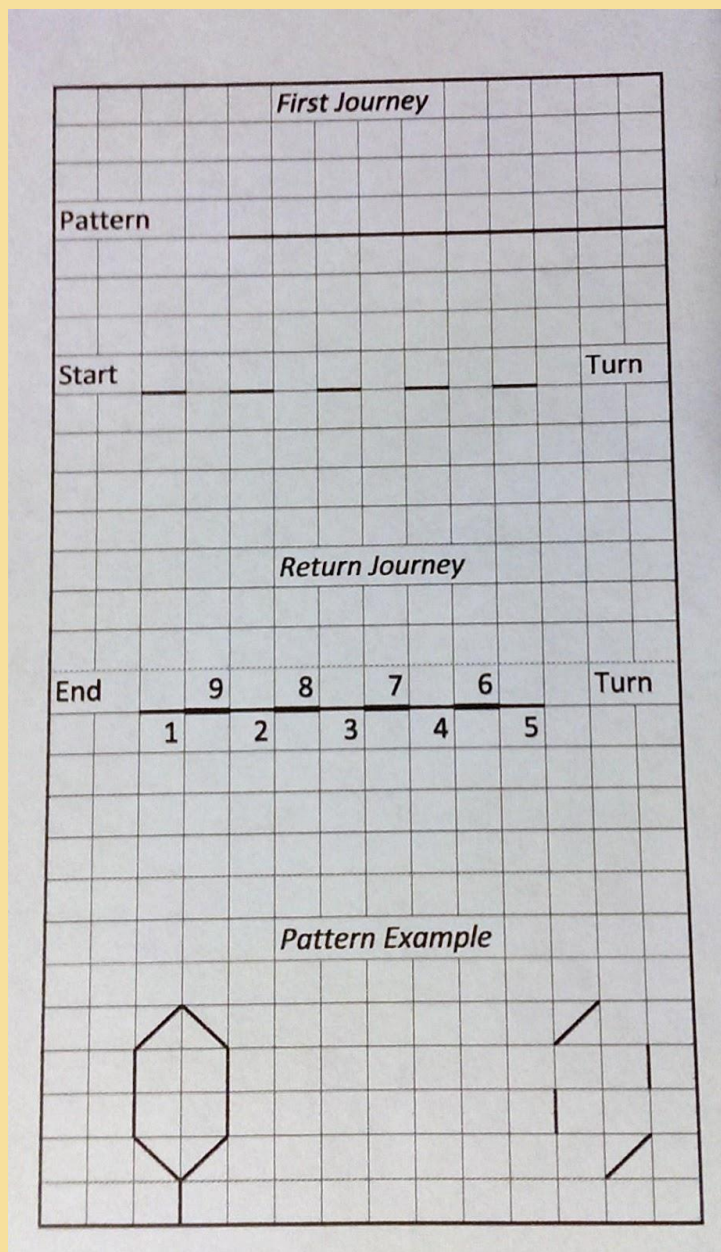 First Journey
Pattern
Start Turn
Return Journey
End 9 8 7 6 Turn
1 2 3 4 5
Pattern Example